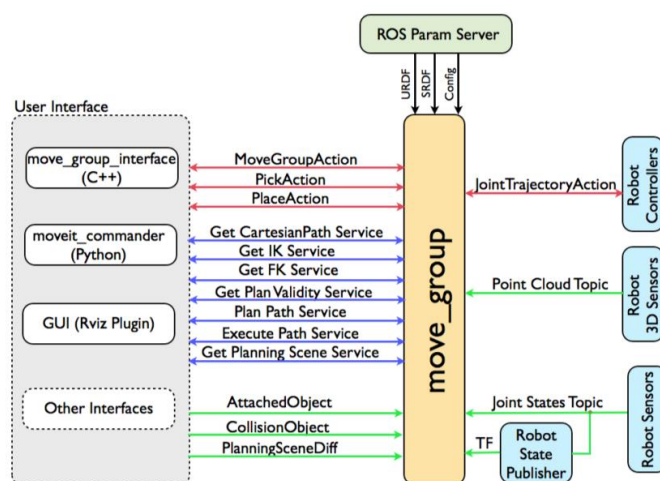 ROS Param Server
URDF
SRDF
Config
User Interface
move_group_interface
(C++)
moveit_commander
(Python)
GUI (Rviz Plugin)
Other Interfaces
MoveGroupAction
PickAction
PlaceAction
Get CartesianPath Service
Get IK Service
Get FK Service
Get Plan Validity Service
Plan Path Service
Execute Path Service
Get Planning Scene Service
AttachedObject
CollisionObject
PlanningSceneDiff
move_group
JointTrajectoryAction
Robot
Controllers
Point Cloud Topic
Robot
3D Sensors
Joint States Topic
TF
Robot
State
Publisher
Robot Sensors